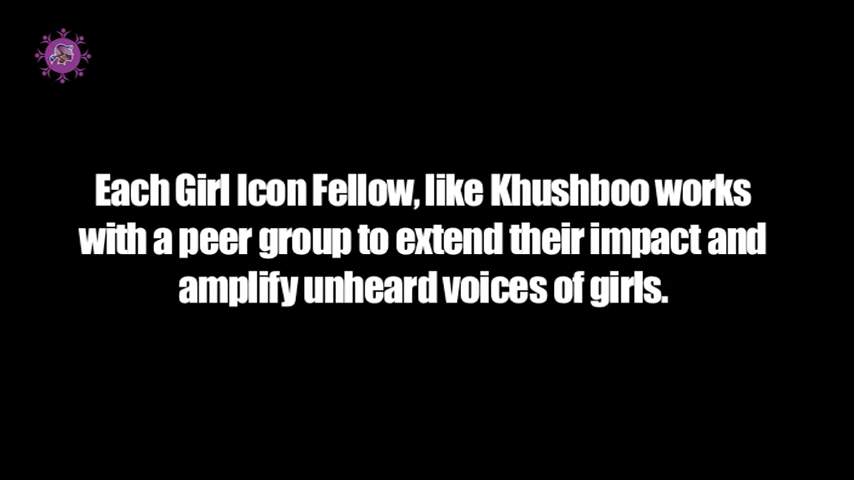 Each Girl Icon Fellow, like Khushboo works
with a peer group to extend their impact and
amplify unheard voices of girls.